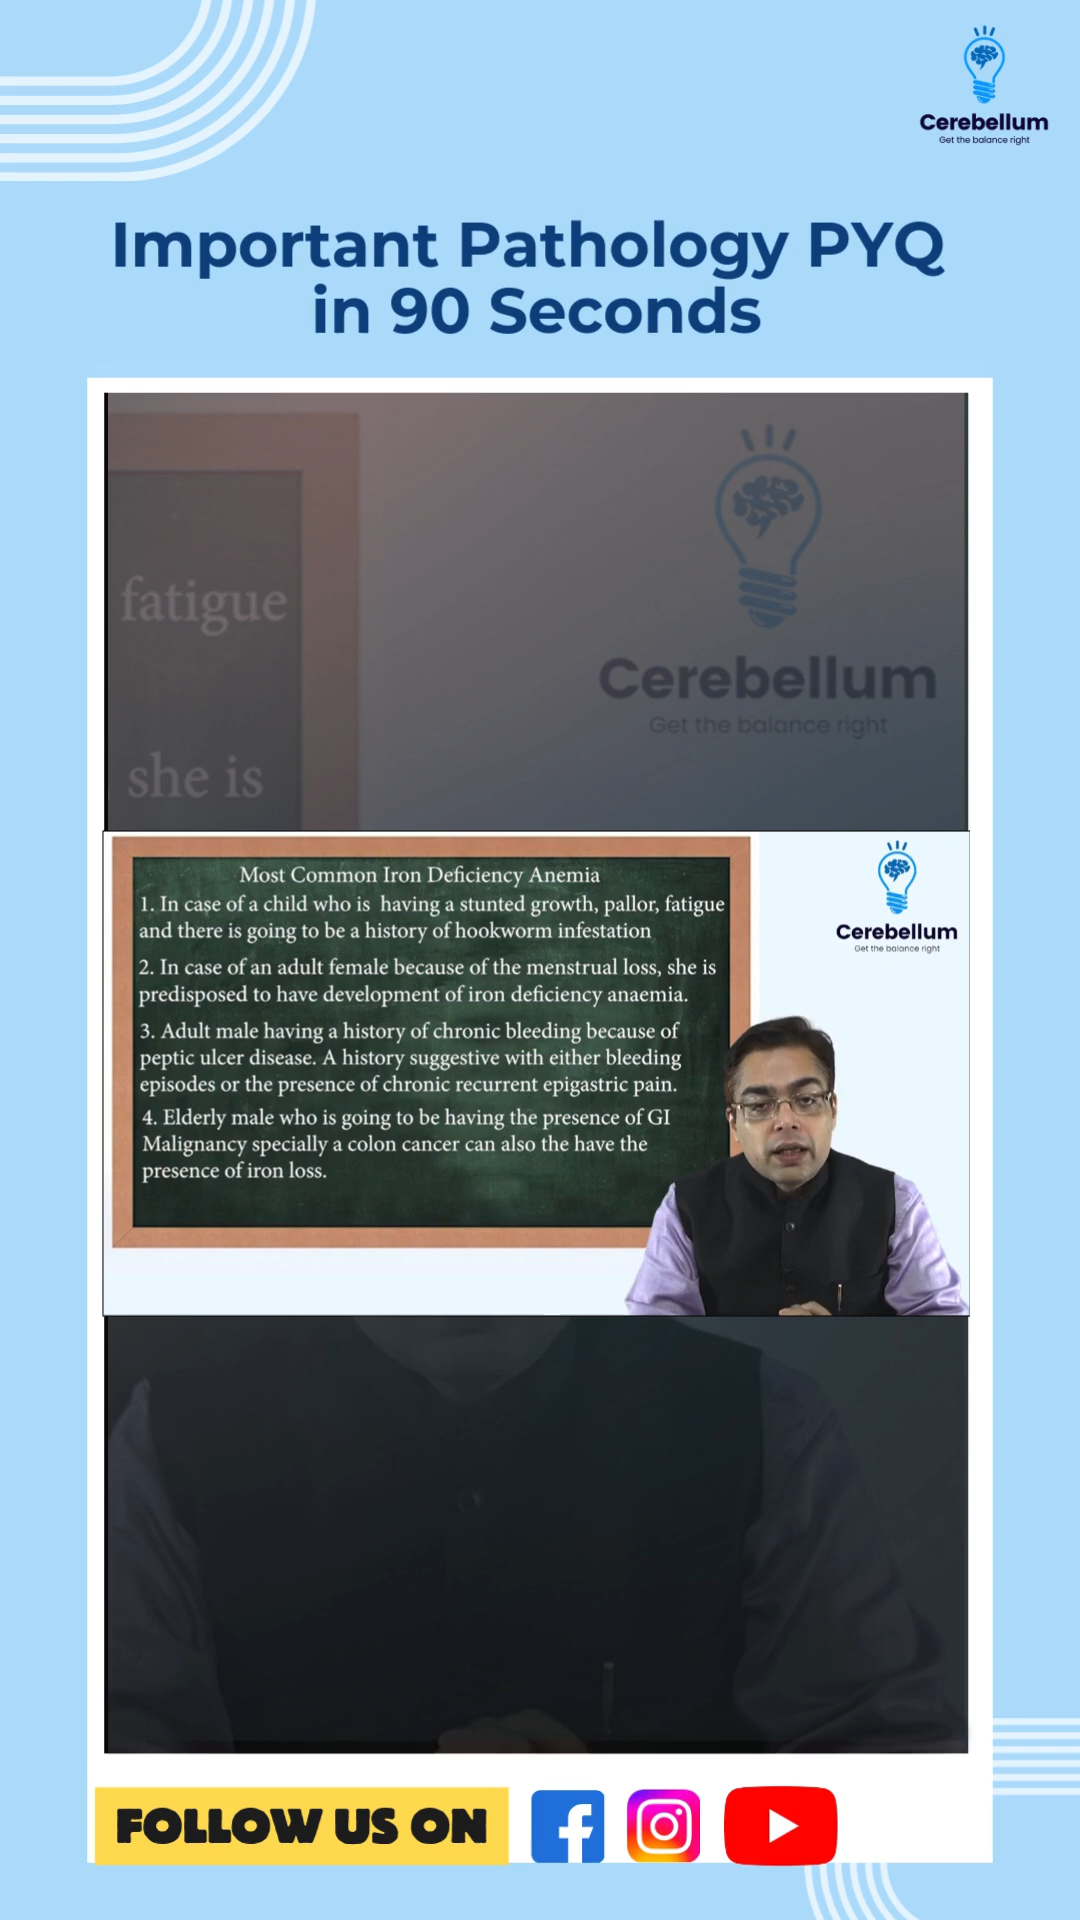 Cerebellum
Get the balance right
Important Pathology PYQ
in 90 Seconds
fatigue
she is
Cerebellum
Get the balance right
Most Common Iron Deficiency Anemia
1. In case of a child who is having a stunted growth, pallor, fatigue
and there is going to be a history of hookworm infestation
2. In case of an adult female because of the menstrual loss, she is
predisposed to have development of iron deficiency anaemia.
3. Adult male having a history of chronic bleeding because of
peptic ulcer disease. A history suggestive with either bleeding
episodes or the presence of chronic recurrent epigastric pain.
4. Elderly male who is going to be having the presence of GI
Malignancy specially a colon cancer can also the have the
presence of iron loss.
Cerebellum
Get the balance right
FOLLOW US ON